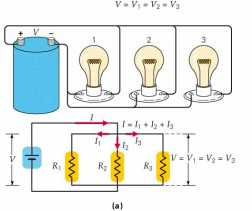 V = V₁ = V₂ = V₃
+ V −
1 2 3
I
I = I₁ + I₂ + I₃
I₁ I₃
I₂
V
R₁ R₂ R₃
V = V₁ = V₂ = V₃
(a)